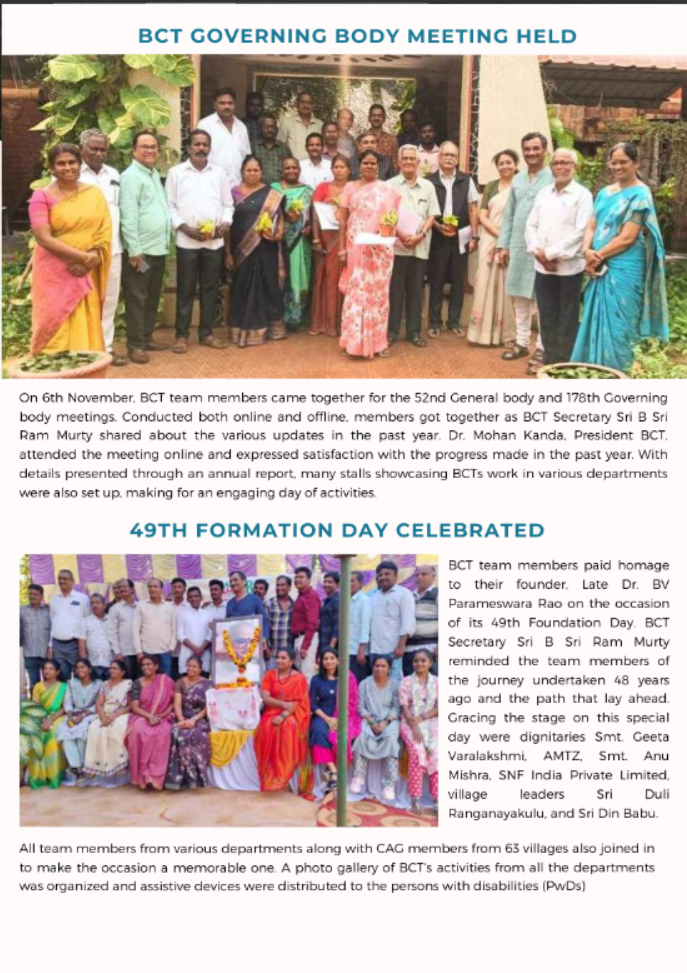 BCT GOVERNING BODY MEETING HELD
On 6th November, BCT team members came together for the 52nd General body and 178th Governing
body meetings. Conducted both online and offline, members got together as BCT Secretary Sri B Sri
Ram Murty shared about the various updates in the past year. Dr. Mohan Kanda, President BCT,
attended the meeting online and expressed satisfaction with the progress made in the past year. With
details presented through an annual report, many stalls showcasing BCTs work in various departments
were also set up, making for an engaging day of activities.
49TH FORMATION DAY CELEBRATED
BCT team members paid homage
to their founder, Late Dr. BV
Parameswara Rao on the occasion
of its 49th Foundation Day. BCT
Secretary Sri B Sri Ram Murty
reminded the team members of
the journey undertaken 48 years
ago and the path that lay ahead.
Gracing the stage on this special
day were dignitaries Smt. Geeta
Varalakshmi, AMTZ, Smt. Anu
Mishra, SNF India Private Limited,
village leaders Sri Duli
Ranganayakulu, and Sri Din Babu.
All team members from various departments along with CAG members from 63 villages also joined in
to make the occasion a memorable one. A photo gallery of BCT's activities from all the departments
was organized and assistive devices were distributed to the persons with disabilities (PwDs)